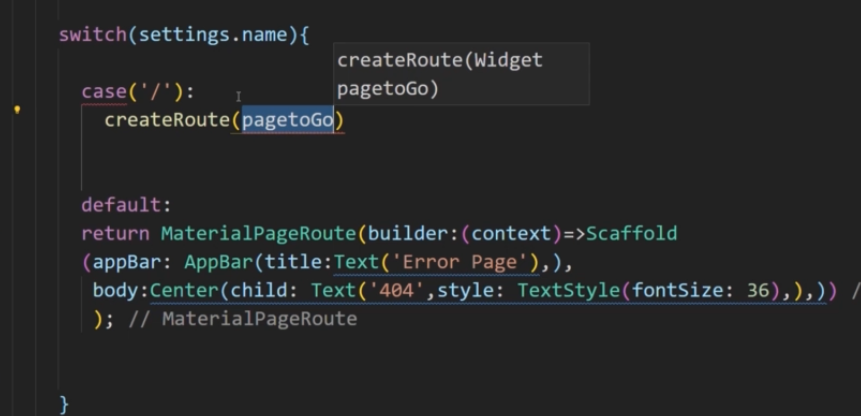 switch(settings.name){
createRoute(Widget
pagetoGo)
case('/'):
createRoute(pagetoGo)
default:
return MaterialPageRoute(builder:(context)=>Scaffold
(appBar: AppBar(title:Text('Error Page'),),
body:Center(child: Text('404',style: TextStyle(fontSize: 36),),)) /
); // MaterialPageRoute
}